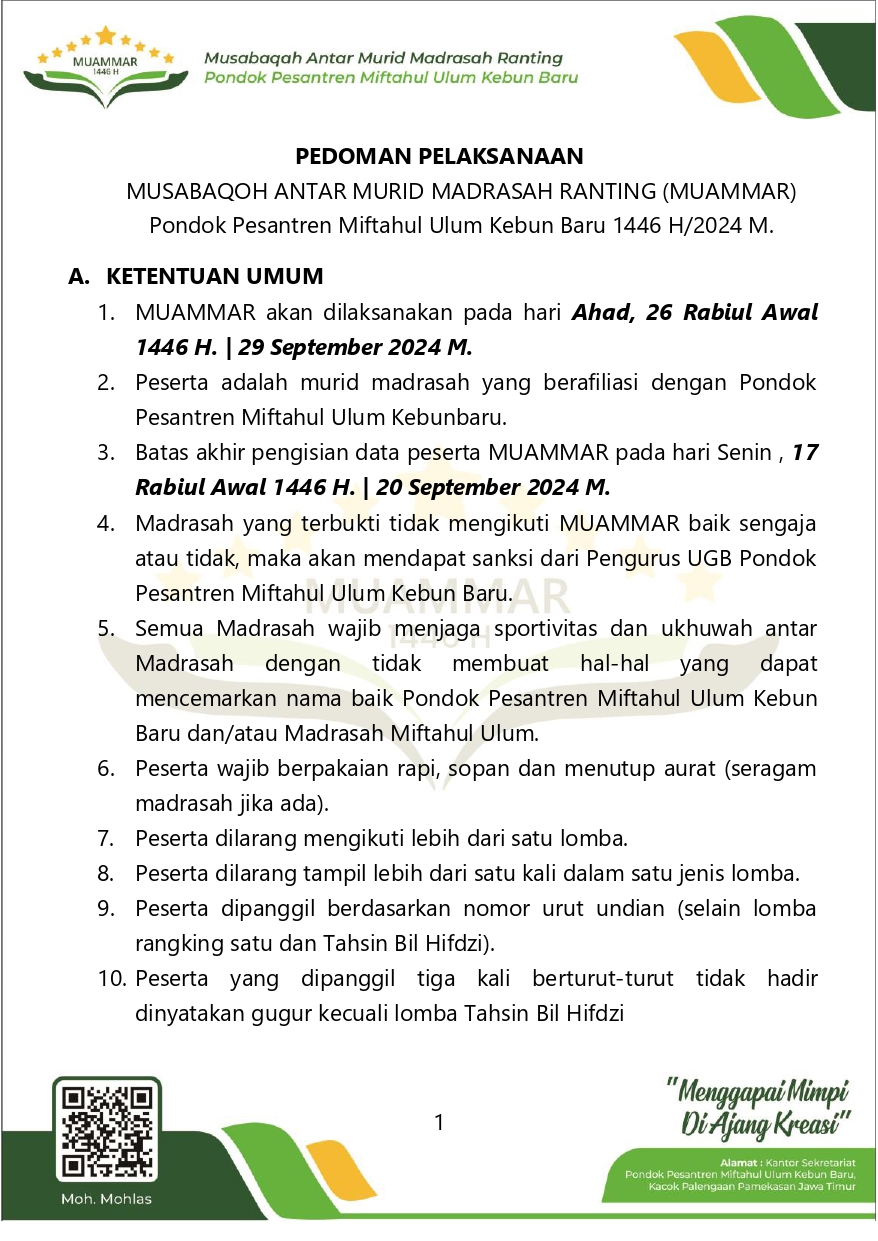 MUAMMAR
1446 H
Musabaqah Antar Murid Madrasah Ranting
Pondok Pesantren Miftahul Ulum Kebun Baru
PEDOMAN PELAKSANAAN
MUSABAQOH ANTAR MURID MADRASAH RANTING (MUAMMAR)
Pondok Pesantren Miftahul Ulum Kebun Baru 1446 H/2024 M.
A. KETENTUAN UMUM
1. MUAMMAR akan dilaksanakan pada hari Ahad, 26 Rabiul Awal
1446 H. | 29 September 2024 M.
2. Peserta adalah murid madrasah yang berafiliasi dengan Pondok
Pesantren Miftahul Ulum Kebunbaru.
3. Batas akhir pengisian data peserta MUAMMAR pada hari Senin , 17
Rabiul Awal 1446 H. | 20 September 2024 M.
4. Madrasah yang terbukti tidak mengikuti MUAMMAR baik sengaja
atau tidak, maka akan mendapat sanksi dari Pengurus UGB Pondok
Pesantren Miftahul Ulum Kebun Baru.
MUAMMAR
1446 H
5. Semua Madrasah wajib menjaga sportivitas dan ukhuwah antar
Madrasah dengan tidak membuat hal-hal yang dapat
mencemarkan nama baik Pondok Pesantren Miftahul Ulum Kebun
Baru dan/atau Madrasah Miftahul Ulum.
6. Peserta wajib berpakaian rapi, sopan dan menutup aurat (seragam
madrasah jika ada).
7. Peserta dilarang mengikuti lebih dari satu lomba.
8. Peserta dilarang tampil lebih dari satu kali dalam satu jenis lomba.
9. Peserta dipanggil berdasarkan nomor urut undian (selain lomba
rangking satu dan Tahsin Bil Hifdzi).
10. Peserta yang dipanggil tiga kali berturut-turut tidak hadir
dinyatakan gugur kecuali lomba Tahsin Bil Hifdzi
Moh. Mohlas
1
"Menggapai Mimpi
Di Ajang Kreasi"
Alamat : Kantor Sekretariat
Pondok Pesantren Miftahul Ulum Kebun Baru,
Kacok Palengaan Pamekasan Jawa Timur